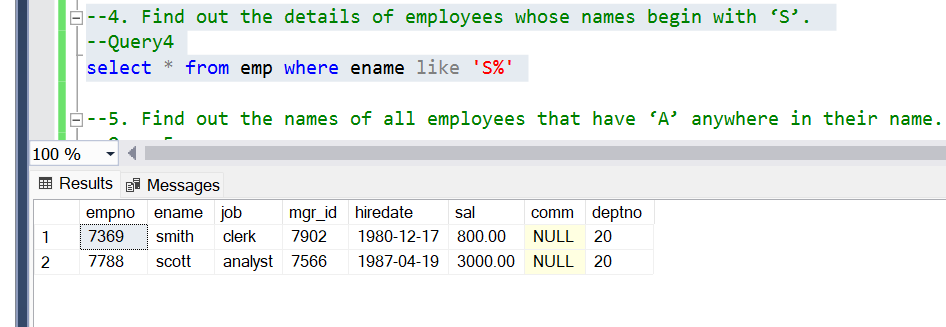 --4. Find out the details of employees whose names begin with ‘S’.
--Query4
select * from emp where ename like 'S%'
--5. Find out the names of all employees that have ‘A’ anywhere in their name.
100 %
Results Messages
empno ename job mgr_id hiredate sal comm deptno
1 7369 smith clerk 7902 1980-12-17 800.00 NULL 20
2 7788 scott analyst 7566 1987-04-19 3000.00 NULL 20